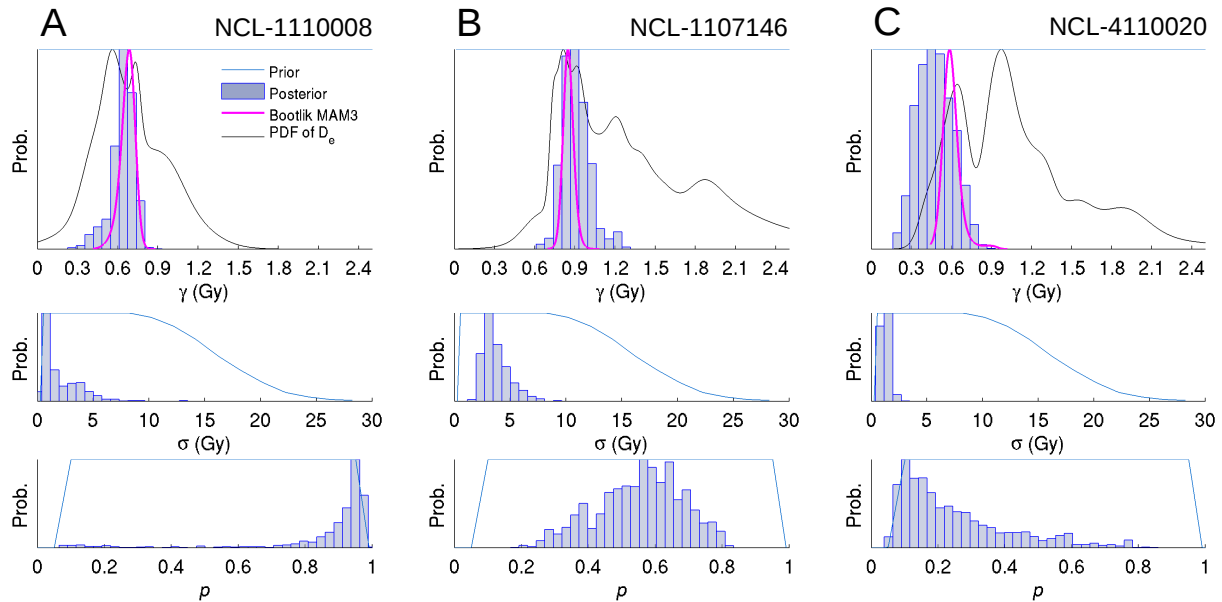 A NCL-1110008 B NCL-1107146 C NCL-4110020
Prob. Prob. Prob.
Prior
Posterior
Bootlik MAM3
PDF of Dₑ
0 0.3 0.6 0.9 1.2 1.5 1.8 2.1 2.4 0 0.3 0.6 0.9 1.2 1.5 1.8 2.1 2.4 0.3 0.6 0.9 1.2 1.5 1.8 2.1 2.4
γ (Gy) γ (Gy) γ (Gy)
Prob. Prob. Prob.
0 5 10 15 20 25 30 0 5 10 15 20 25 30 0 5 10 15 20 25 30
σ (Gy) σ (Gy) σ (Gy)
Prob. Prob. Prob.
0 0.2 0.4 0.6 0.8 1 0 0.2 0.4 0.6 0.8 1 0 0.2 0.4 0.6 0.8 1
p p p